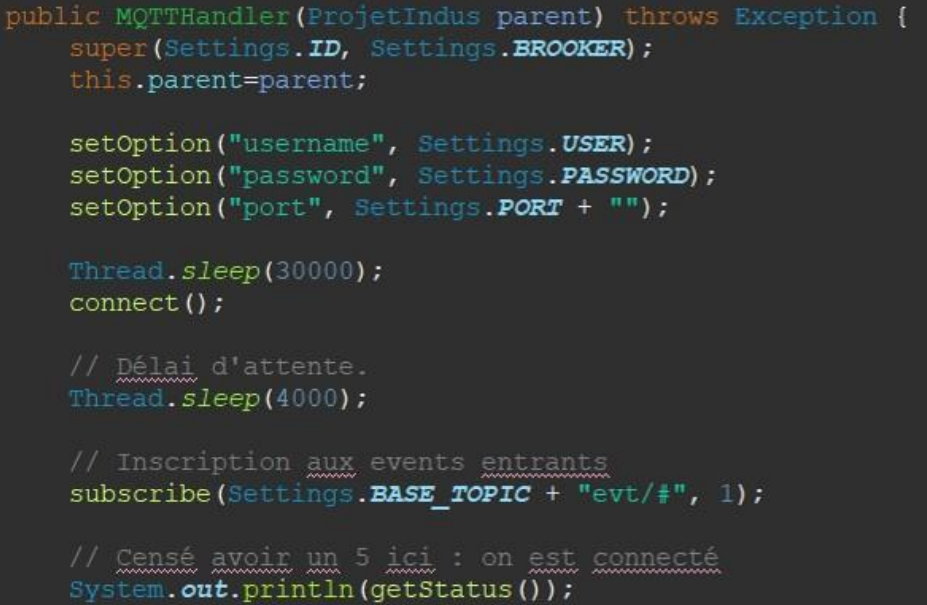 public MQTTHandler(ProjetIndus parent) throws Exception {
super(Settings.ID, Settings.BROOKER);
this.parent=parent;
setOption("username", Settings.USER);
setOption("password", Settings.PASSWORD);
setOption("port", Settings.PORT + "");
Thread.sleep(30000);
connect();
// Délai d'attente.
Thread.sleep(4000);
// Inscription aux events entrants
subscribe(Settings.BASE_TOPIC + "evt/#", 1);
// Censé avoir un 5 ici : on est connecté
System.out.println(getStatus());